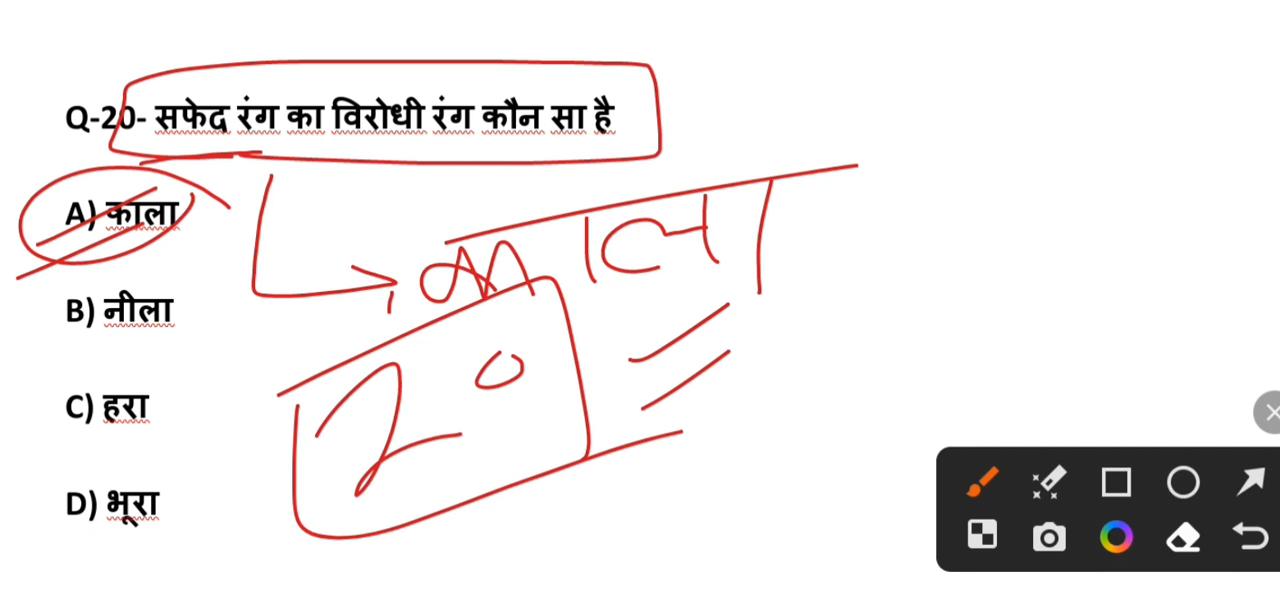 Q-20- सफेद रंग का विरोधी रंग कौन सा है
A) काला
काला
B) नीला
20
C) हरा
D) भूरा